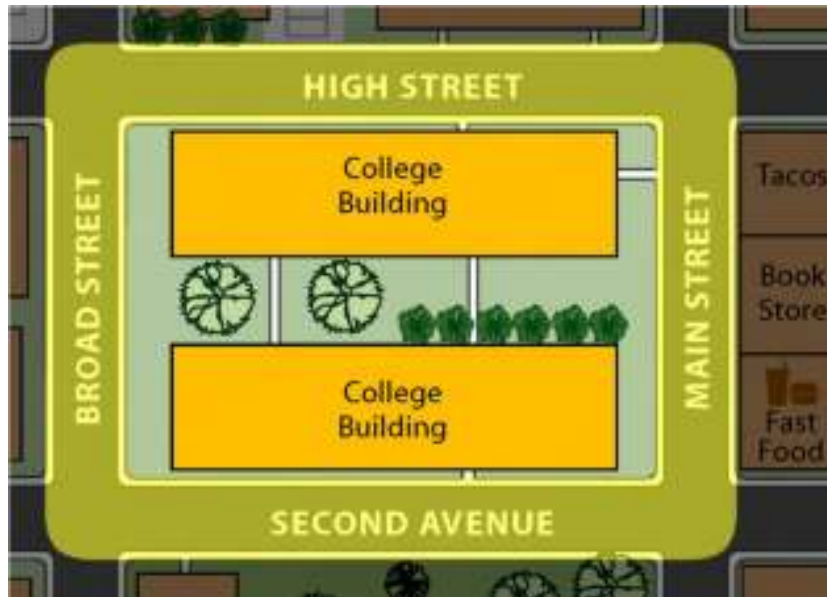 HIGH STREET
College
Building
BROAD STREET
MAIN STREET
Tacos
Book
Store
College
Building
Fast
Food
SECOND AVENUE